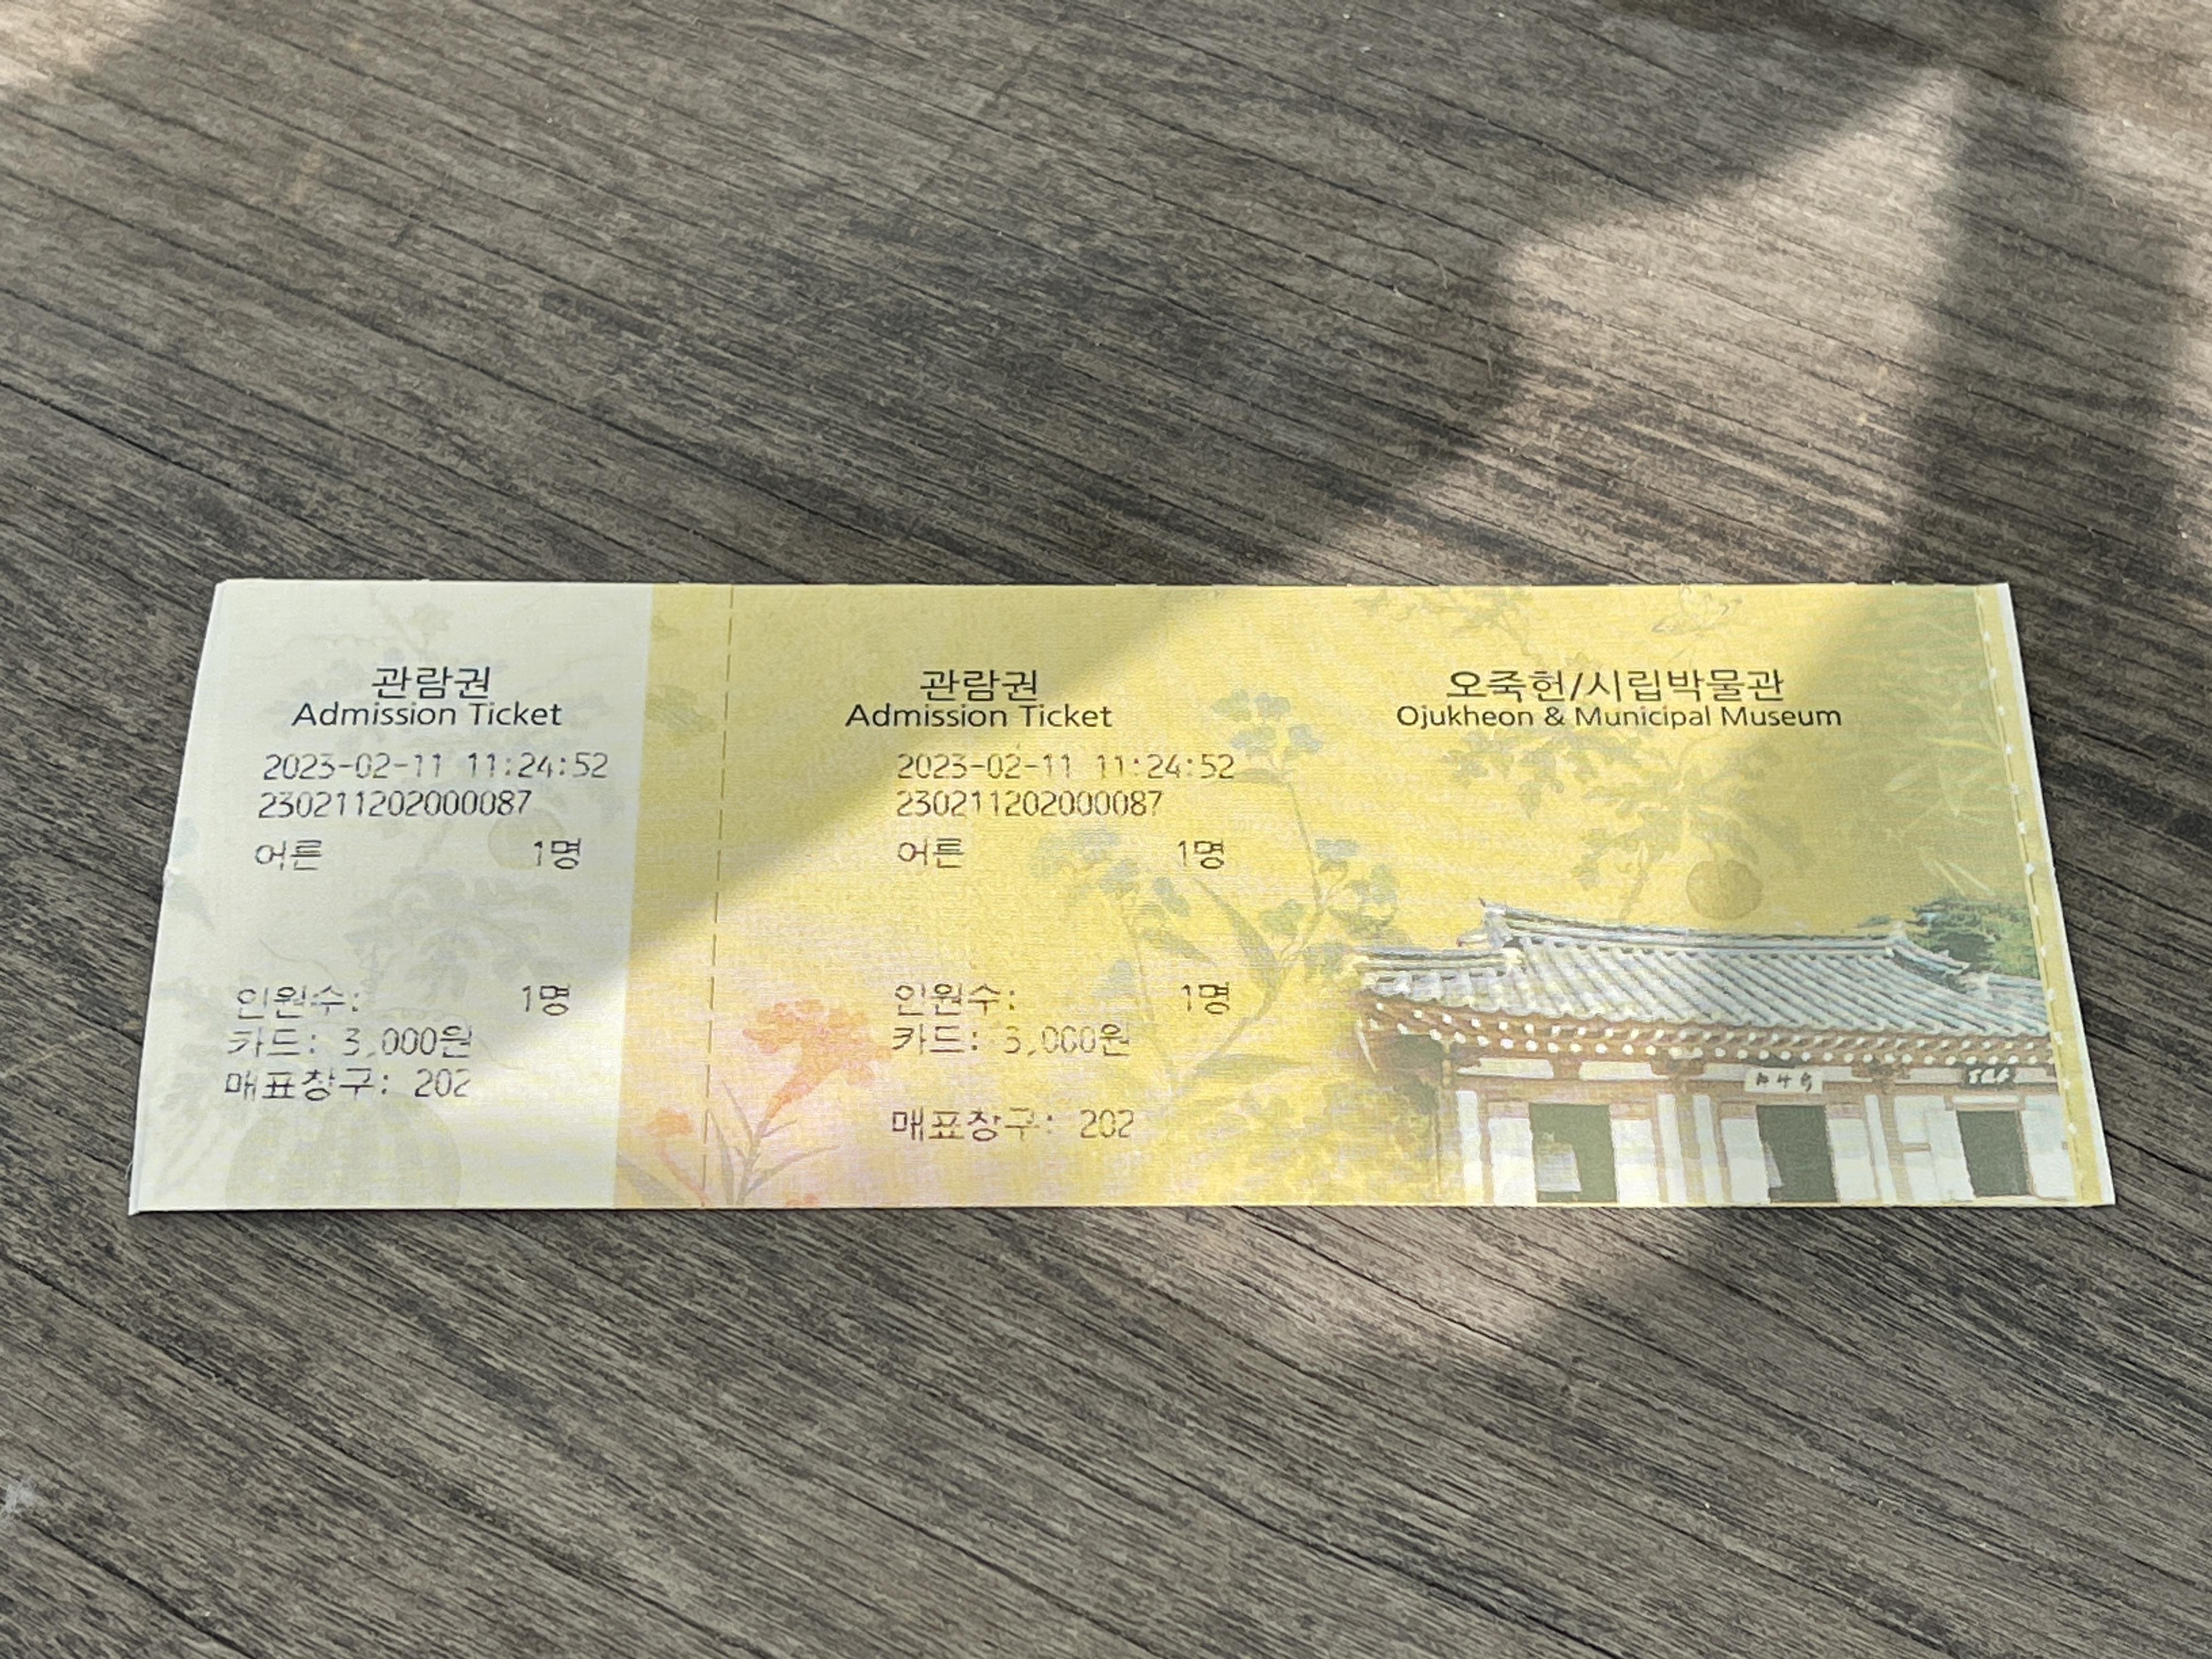 관람권
Admission Ticket
2023-02-11 11:24:52
230211202000087
어른 1명
인원수: 1명
카드: 3,000원
매표창구: 202
관람권
Admission Ticket
2023-02-11 11:24:52
230211202000087
어른 1명
인원수: 1명
카드: 3,000원
매표창구: 202
오죽헌/시립박물관
Ojukheon & Municipal Museum